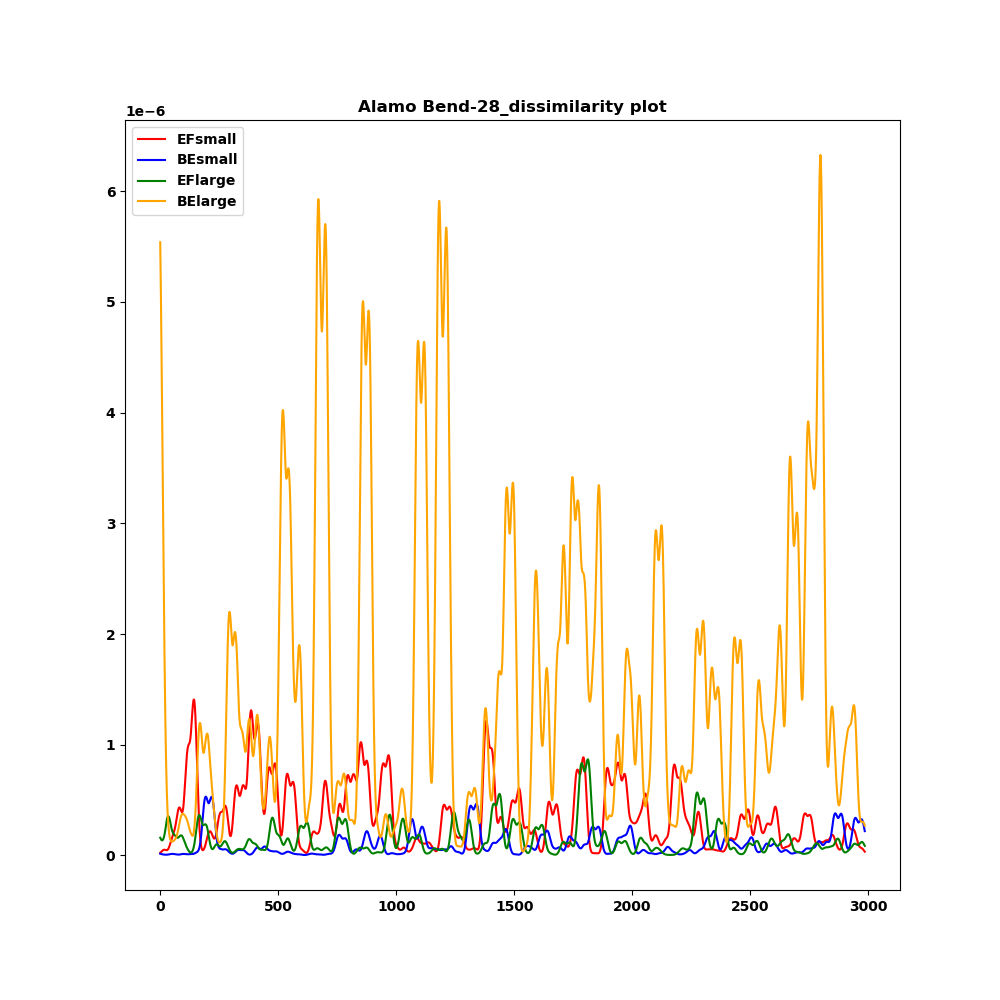 Alamo Bend-28_dissimilarity plot
1e−6
EFsmall
BEsmall
EFlarge
BElarge
6
5
4
3
2
1
0
0 500 1000 1500 2000 2500 3000